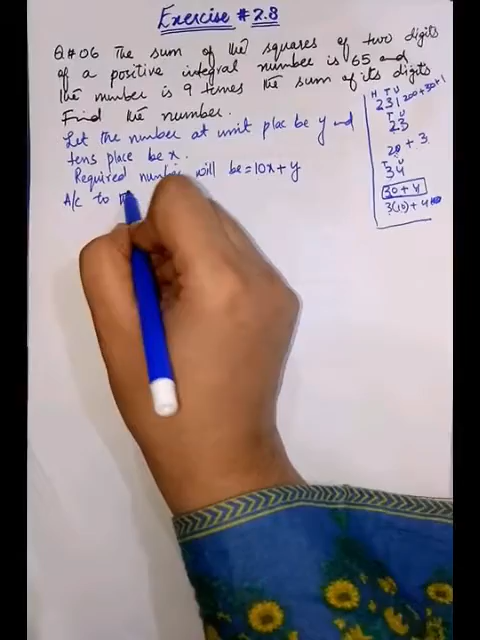 Exercise # 2.8
Q.# 06 The sum of the squares of two digits
of a positive integral number is 65 and
the number is 9 times the sum of its digits
Find the number.
Let the number at unit plac be y and
tens place be x.
Required number will be = 10x + y
A/c to
H T U
231 200+30+1
T U
23
20 + 3
T U
34
30 + 4
3(10) + 4